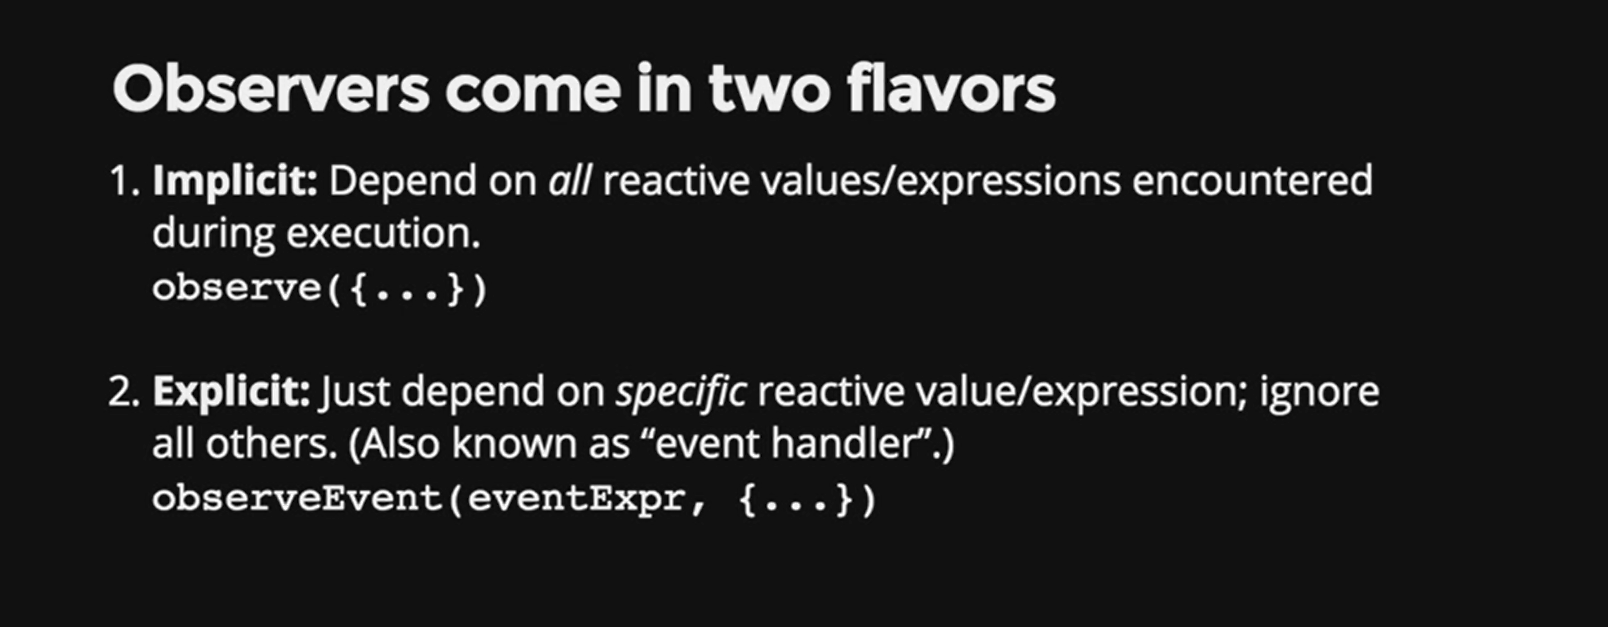 Observers come in two flavors
1. Implicit: Depend on all reactive values/expressions encountered
during execution.
observe({...})
2. Explicit: Just depend on specific reactive value/expression; ignore
all others. (Also known as “event handler”.)
observeEvent(eventExpr, {...})